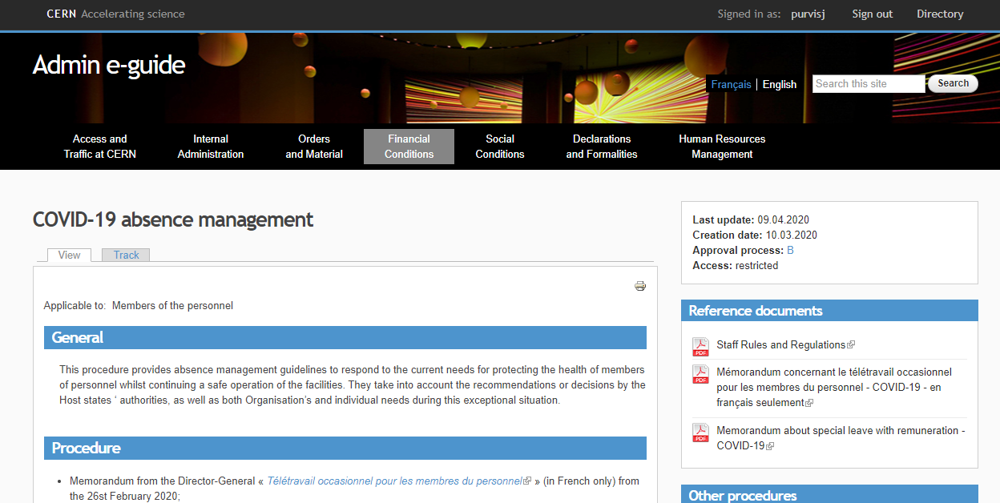 CERN Accelerating science
Signed in as: purvisj Sign out Directory
Admin e-guide
Français | English Search this site Search
Access and
Traffic at CERN
Internal
Administration
Orders
and Material
Financial
Conditions
Social
Conditions
Declarations
and Formalities
Human Resources
Management
COVID-19 absence management
View Track
Applicable to: Members of the personnel
General
This procedure provides absence management guidelines to respond to the current needs for protecting the health of members
of personnel whilst continuing a safe operation of the facilities. They take into account the recommendations or decisions by the
Host states ‘ authorities, as well as both Organisation's and individual needs during this exceptional situation.
Procedure
• Memorandum from the Director-General « Télétravail occasionnel pour les membres du personnel » (in French only) from
the 26st February 2020;
Last update: 09.04.2020
Creation date: 10.03.2020
Approval process: B
Access: restricted
Reference documents
PDF Staff Rules and Regulations
PDF Mémorandum concernant le télétravail occasionnel
pour les membres du personnel - COVID-19 - en
français seulement
PDF Memorandum about special leave with remuneration -
COVID-19
Other procedures